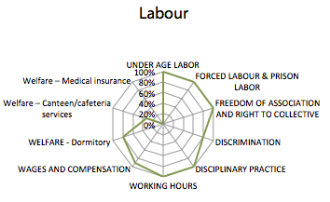 Labour
UNDER AGE LABOR
100%
80%
60%
40%
20%
0%
FORCED LABOUR & PRISON
LABOR
FREEDOM OF ASSOCIATION
AND RIGHT TO COLLECTIVE
DISCRIMINATION
DISCIPLINARY PRACTICE
WORKING HOURS
WAGES AND COMPENSATION
WELFARE - Dormitory
Welfare – Canteen/cafeteria
services
Welfare – Medical insurance